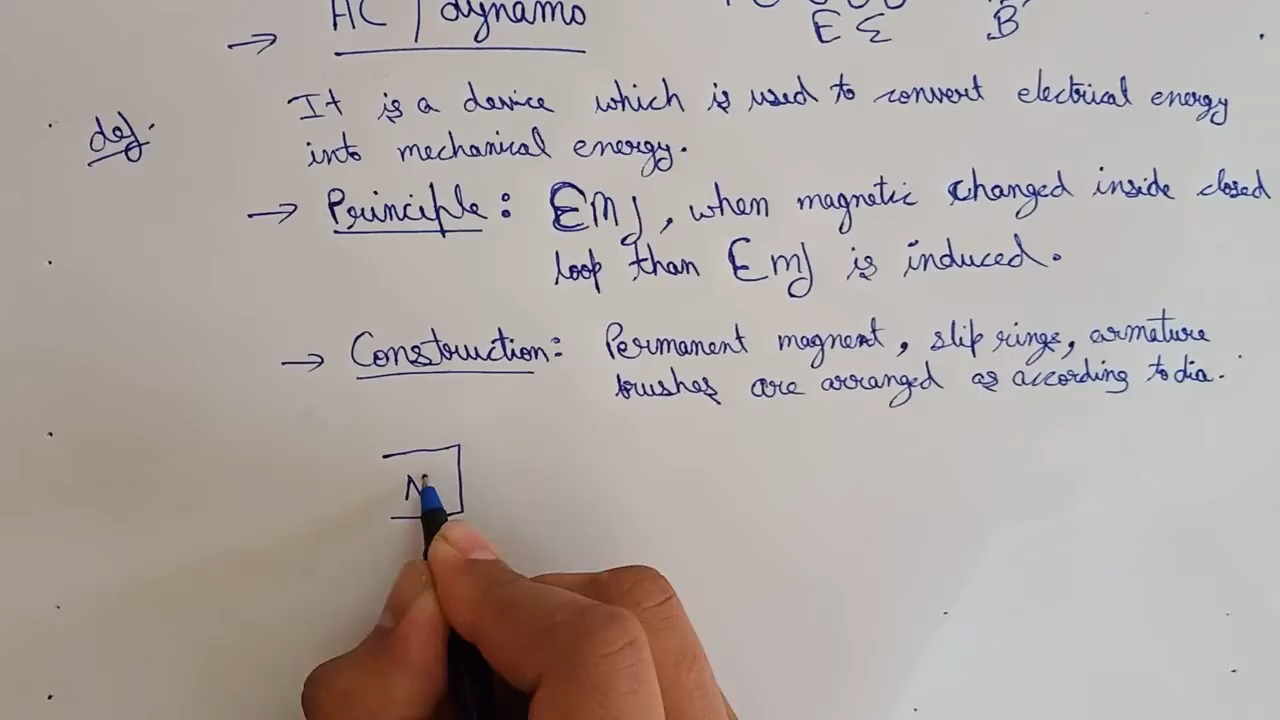 AC / dynamo
E Ɛ B
def.
It is a device which is used to convert electrical energy
into mechanical energy.
→ Principle: Emf, when magnetic changed inside closed
loop than Emf is induced.
→ Construction: Permanent magnent, slip rings, armature
brushes are arranged as according to dia.
N